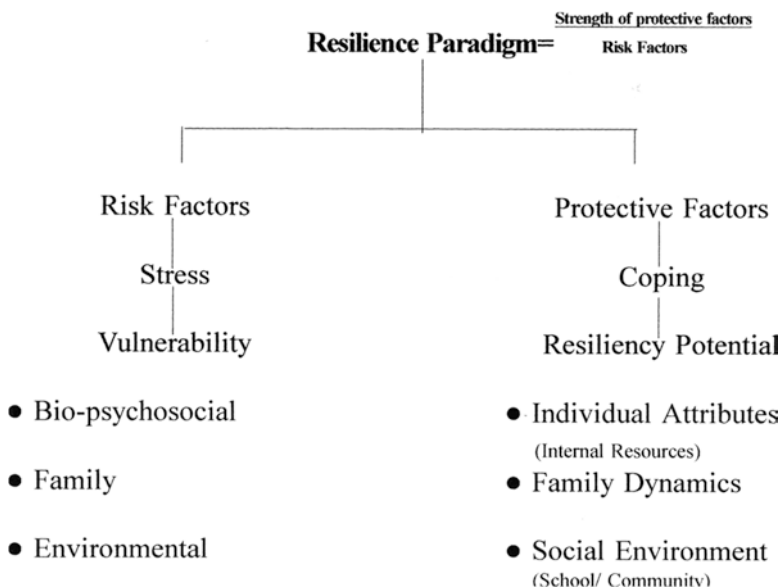 Strength of protective factors
Resilience Paradigm=
Risk Factors
Risk Factors
Protective Factors
Stress
Coping
Vulnerability
Resiliency Potential
• Bio-psychosocial
• Individual Attributes
(Internal Resources)
• Family
• Family Dynamics
• Environmental
• Social Environment
(School/ Community)